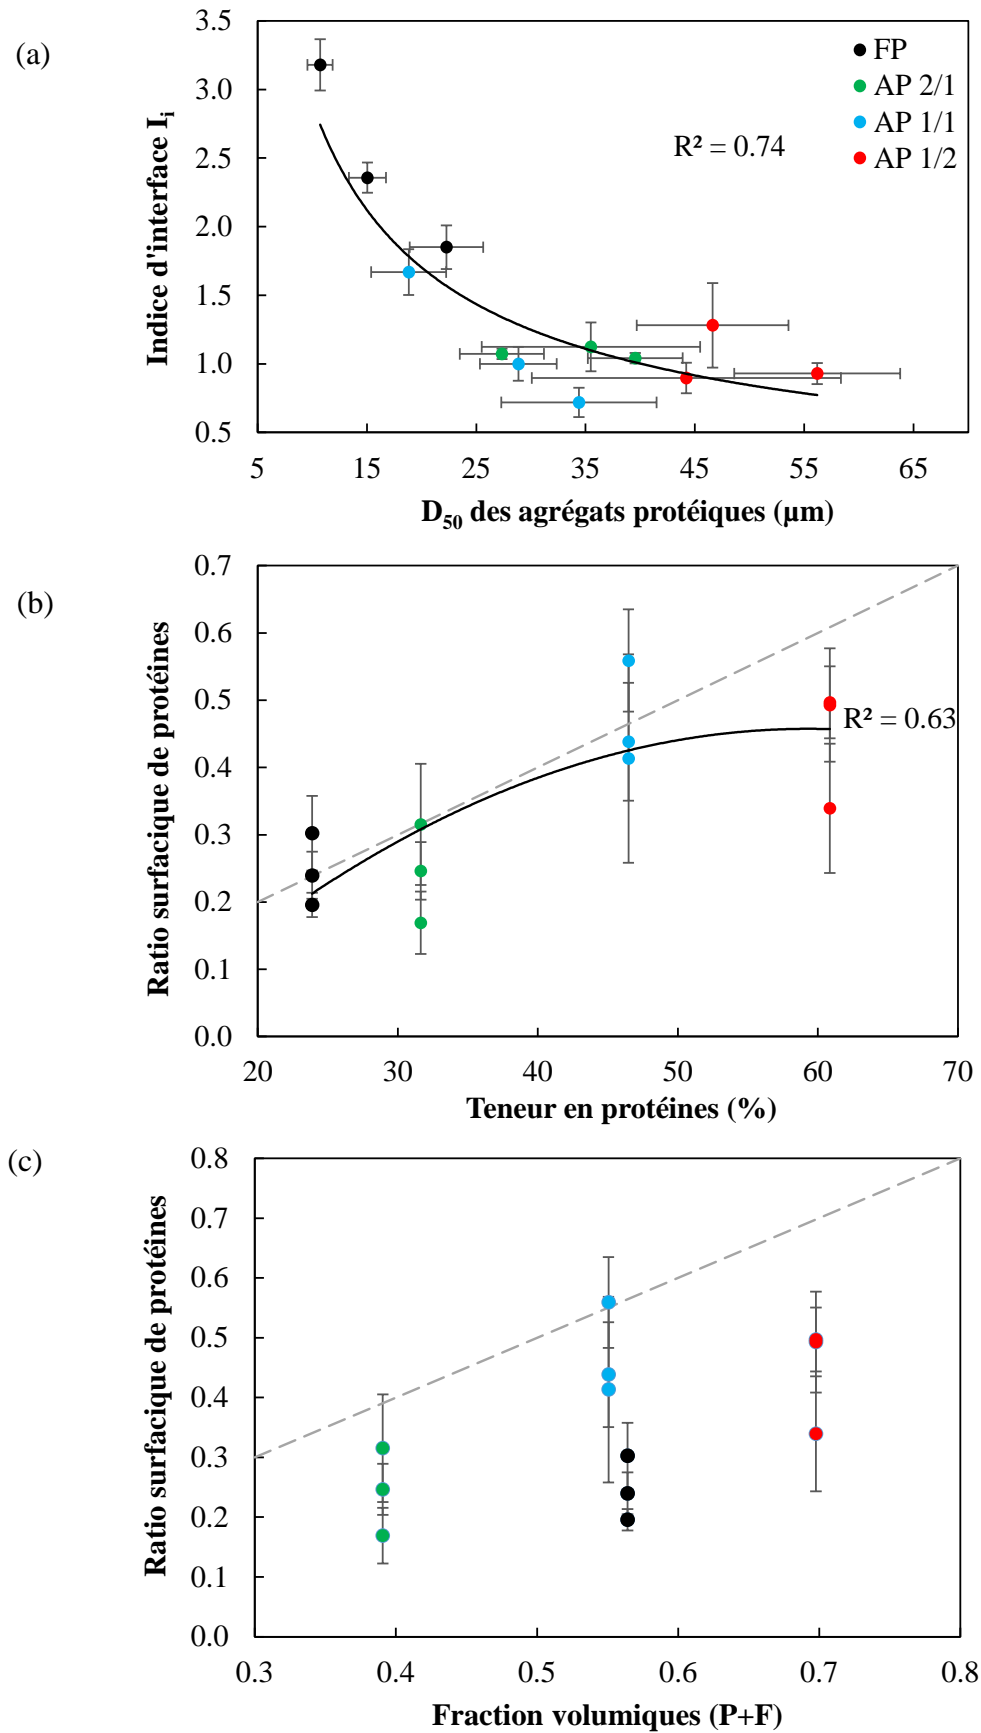 (a)
3.5
3.0
2.5
2.0
1.5
1.0
0.5
Indice d'interface Ii
FP
AP 2/1
AP 1/1
AP 1/2
R² = 0.74
5 15 25 35 45 55 65
D50 des agrégats protéiques (µm)
(b)
0.7
0.6
0.5
0.4
0.3
0.2
0.1
0.0
Ratio surfacique de protéines
R² = 0.63
20 30 40 50 60 70
Teneur en protéines (%)
(c)
0.8
0.7
0.6
0.5
0.4
0.3
0.2
0.1
0.0
Ratio surfacique de protéines
0.3 0.4 0.5 0.6 0.7 0.8
Fraction volumiques (P+F)